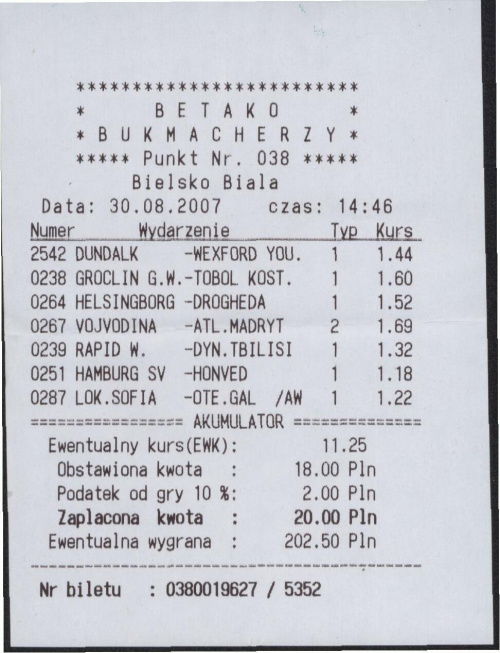 *************************
* B E T A K O *
* B U K M A C H E R Z Y *
***** Punkt Nr. 038 *****
Bielsko Biala
Data: 30.08.2007 czas: 14:46
Numer Wydarzenie Typ Kurs
2542 DUNDALK -WEXFORD YOU. 1 1.44
0238 GROCLIN G.W.-TOBOL KOST. 1 1.60
0264 HELSINGBORG -DROGHEDA 1 1.52
0267 VOJVODINA -ATL.MADRYT 2 1.69
0239 RAPID W. -DYN.TBILISI 1 1.32
0251 HAMBURG SV -HONVED 1 1.18
0287 LOK.SOFIA -OTE.GAL /AW 1 1.22
================= AKUMULATOR ==============
Ewentualny kurs(EWK): 11.25
Obstawiona kwota : 18.00 Pln
Podatek od gry 10 %: 2.00 Pln
Zaplacona kwota : 20.00 Pln
Ewentualna wygrana : 202.50 Pln
-------------------------------------------
Nr biletu : 0380019627 / 5352